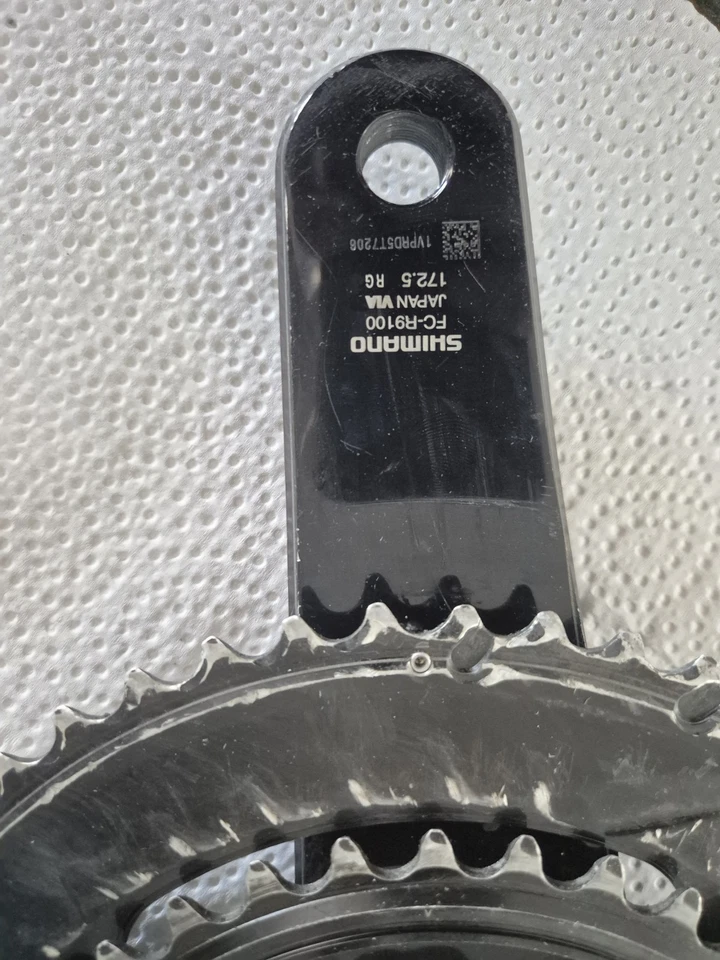 SHIMANO
FC-R9100
JAPAN VIA
172.5 RG
1VPRD5T7208